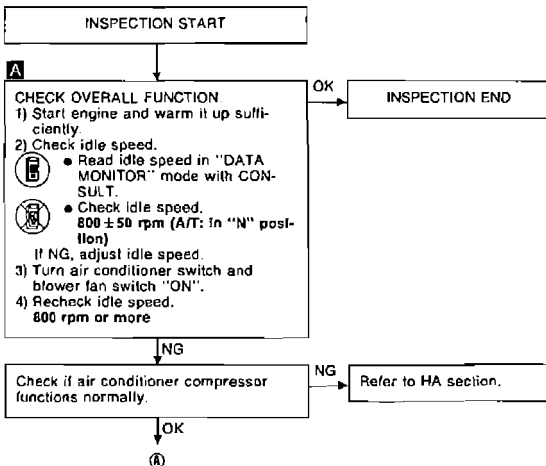 INSPECTION START
A
CHECK OVERALL FUNCTION
1) Start engine and warm it up suffi-
ciently.
2) Check idle speed.
● Read idle speed in "DATA
MONITOR" mode with CON-
SULT.
● Check idle speed.
800 ± 50 rpm (A/T: in "N" posi-
tion)
If NG, adjust idle speed.
3) Turn air conditioner switch and
blower fan switch "ON".
4) Recheck idle speed.
800 rpm or more
OK
INSPECTION END
NG
Check if air conditioner compressor
functions normally.
NG
Refer to HA section.
OK
Ⓐ